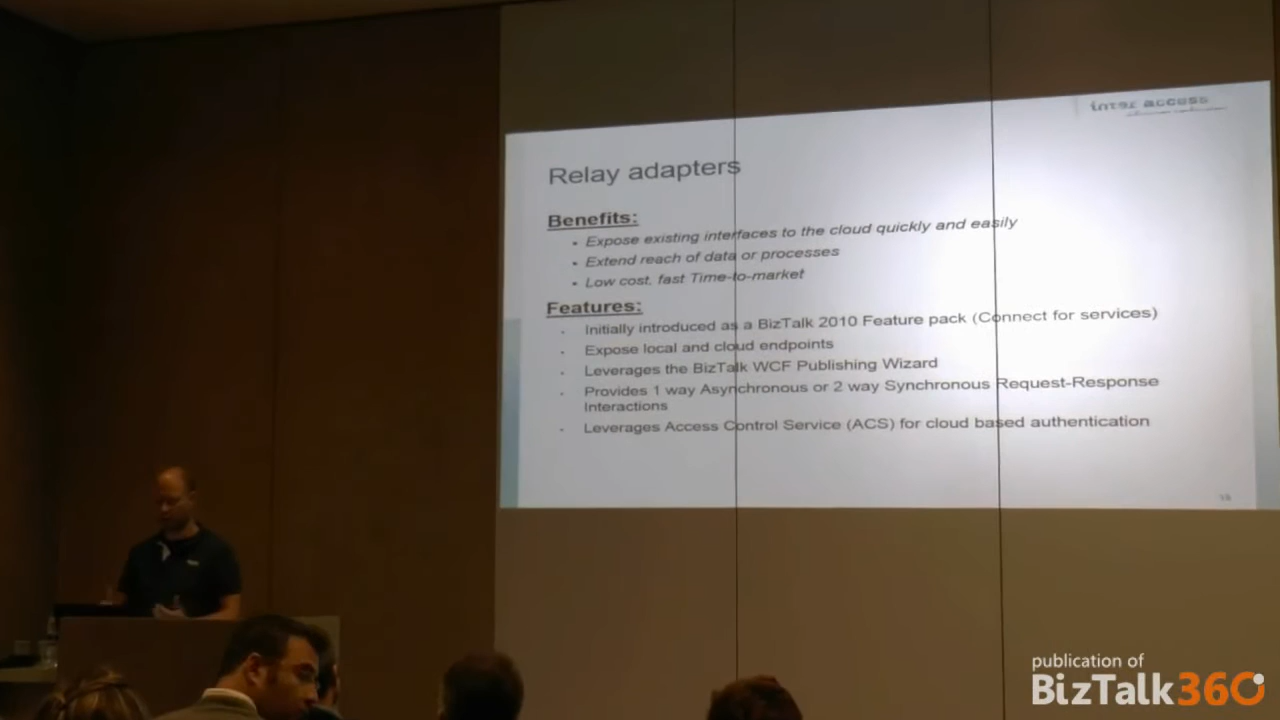 inter access
Relay adapters
Benefits:
• Expose existing interfaces to the cloud quickly and easily
• Extend reach of data or processes
• Low cost, fast Time-to-market
Features:
• Initially introduced as a BizTalk 2010 Feature pack (Connect for services)
• Expose local and cloud endpoints
• Leverages the BizTalk WCF Publishing Wizard
• Provides 1 way Asynchronous or 2 way Synchronous Request-Response
Interactions
• Leverages Access Control Service (ACS) for cloud based authentication
publication of
BizTalk360